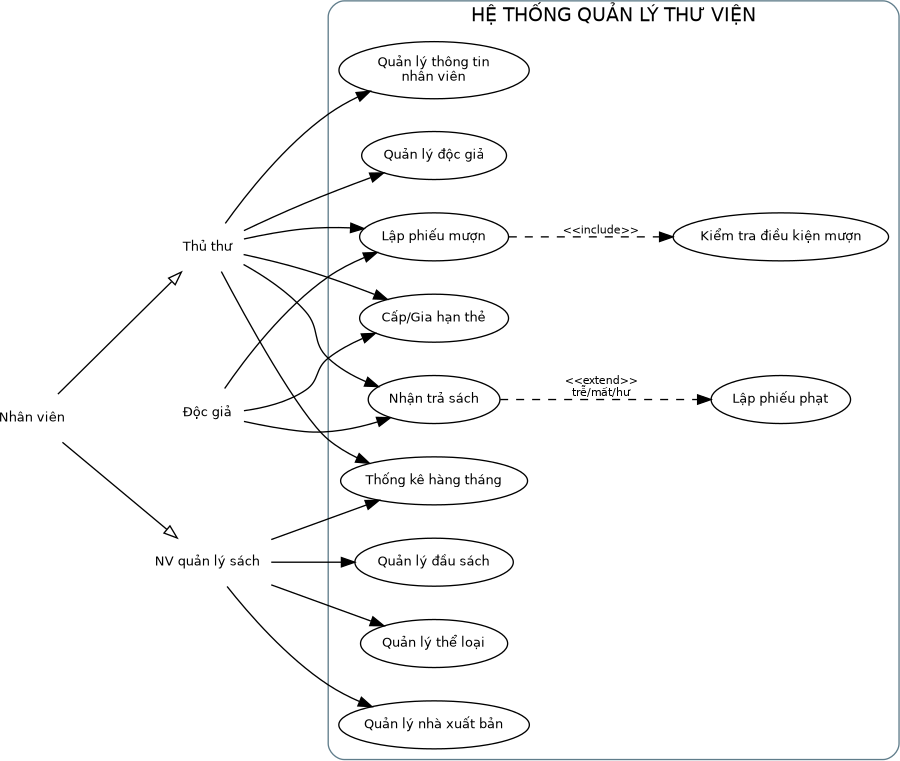 HỆ THỐNG QUẢN LÝ THƯ VIỆN
Quản lý thông tin
nhân viên
Quản lý độc giả
Thủ thư
Lập phiếu mượn
<<include>>
Kiểm tra điều kiện mượn
Cấp/Gia hạn thẻ
<<extend>>
trễ/mất/hư
Nhận trả sách
Lập phiếu phạt
Độc giả
Nhân viên
Thống kê hàng tháng
NV quản lý sách
Quản lý đầu sách
Quản lý thể loại
Quản lý nhà xuất bản